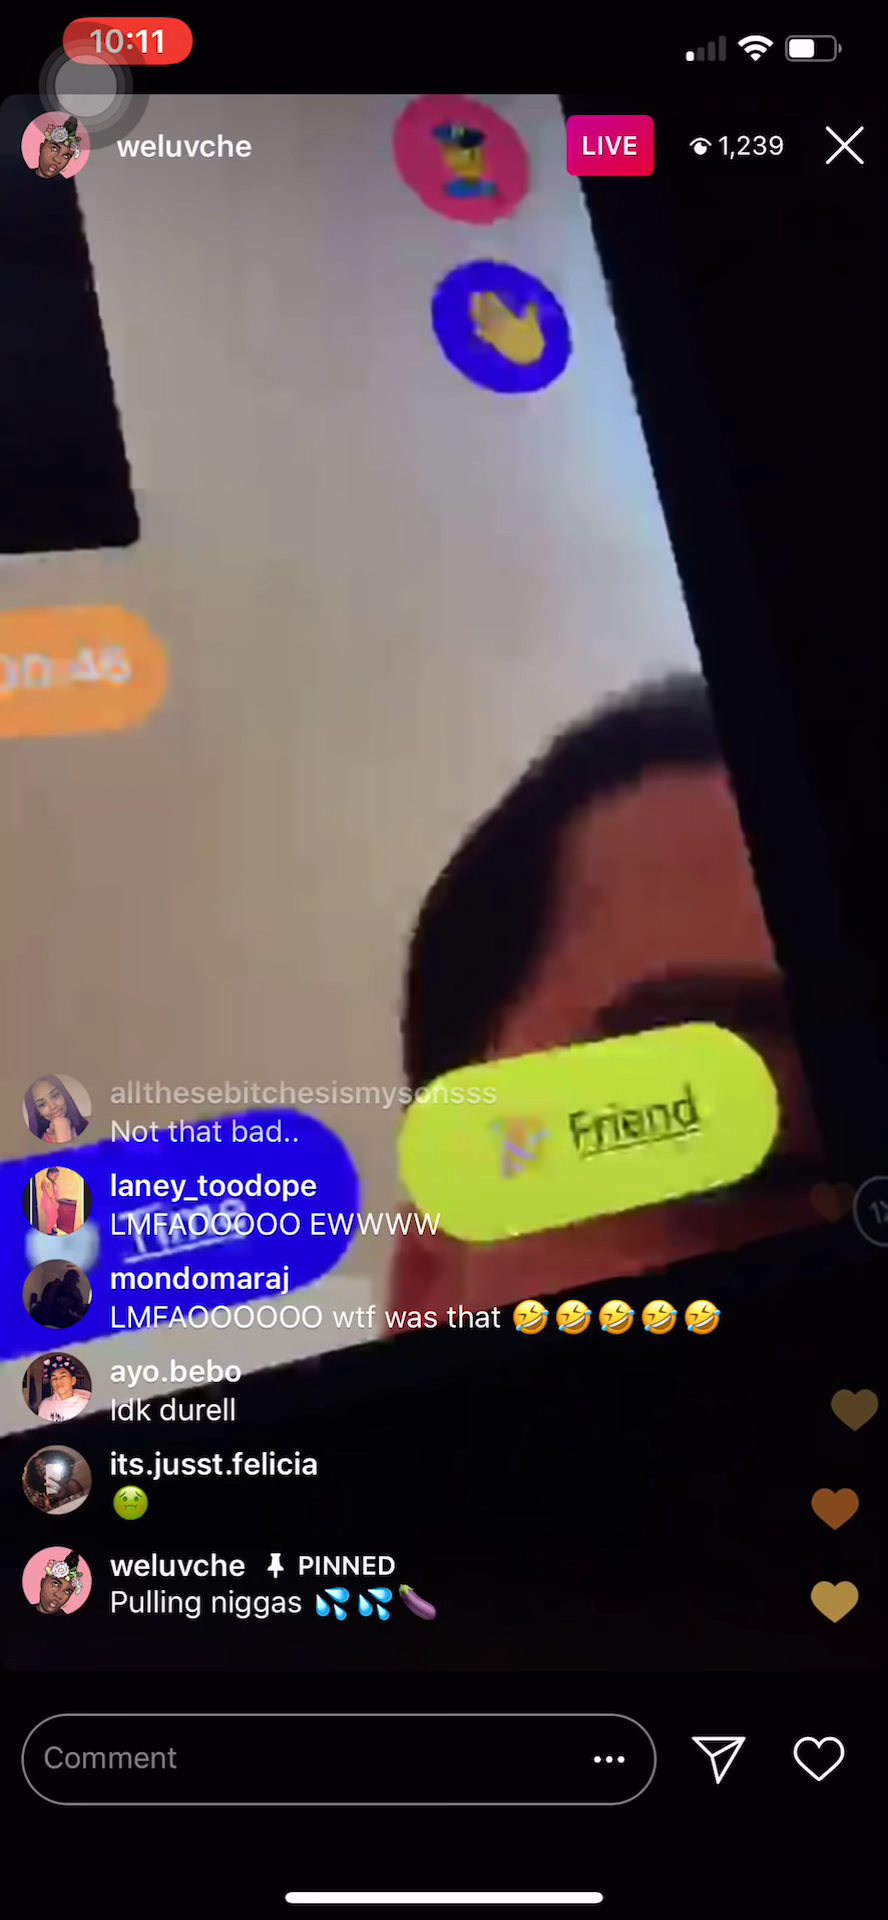 10:11
weluvche
LIVE
1,239
Friend
Time
allthesebitchesismysonsss
Not that bad..
laney_toodope
LMFAOOOOO EWWWW
mondomaraj
LMFAOOOOOO wtf was that 🤣🤣🤣🤣🤣
ayo.bebo
Idk durell
its.jusst.felicia
🤢
weluvche PINNED
Pulling niggas 💦💦🍆
Comment